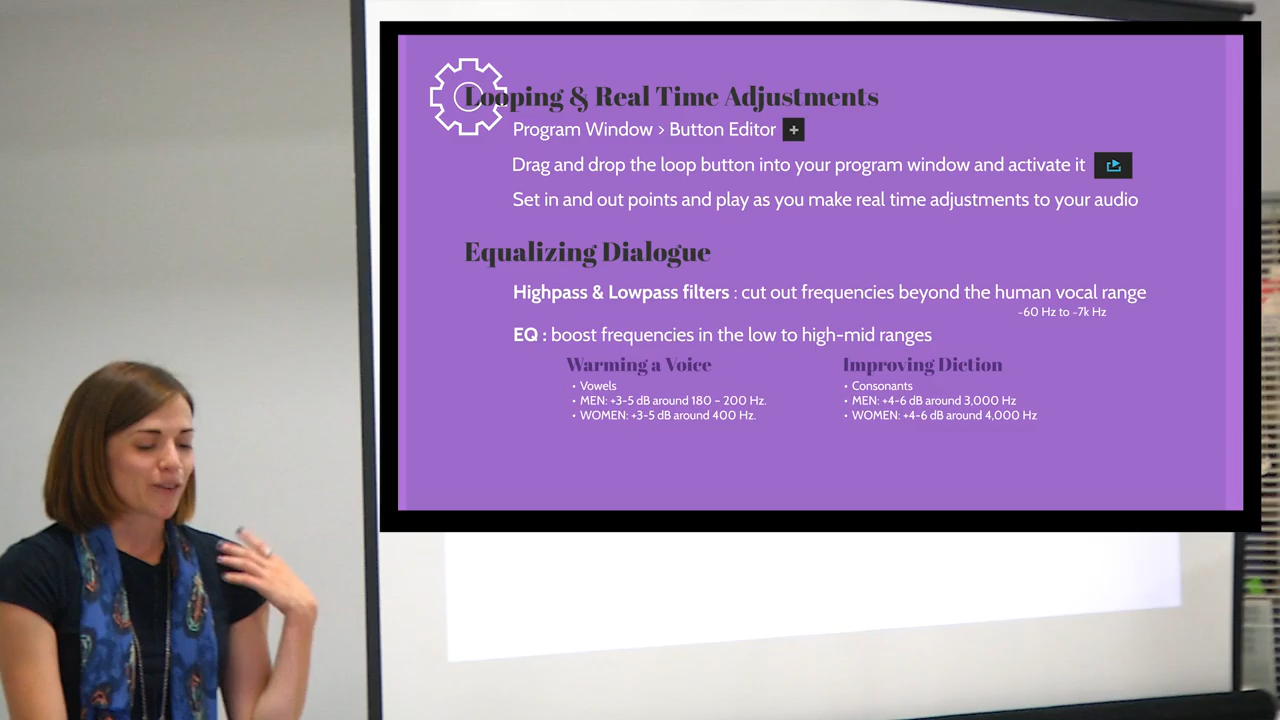 Looping & Real Time Adjustments
Program Window > Button Editor
Drag and drop the loop button into your program window and activate it
Set in and out points and play as you make real time adjustments to your audio
Equalizing Dialogue
Highpass & Lowpass filters : cut out frequencies beyond the human vocal range
~60 Hz to ~7k Hz
EQ : boost frequencies in the low to high-mid ranges
Warming a Voice
• Vowels
• MEN: +3-5 dB around 180 – 200 Hz.
• WOMEN: +3-5 dB around 400 Hz.
Improving Diction
• Consonants
• MEN: +4-6 dB around 3,000 Hz
• WOMEN: +4-6 dB around 4,000 Hz